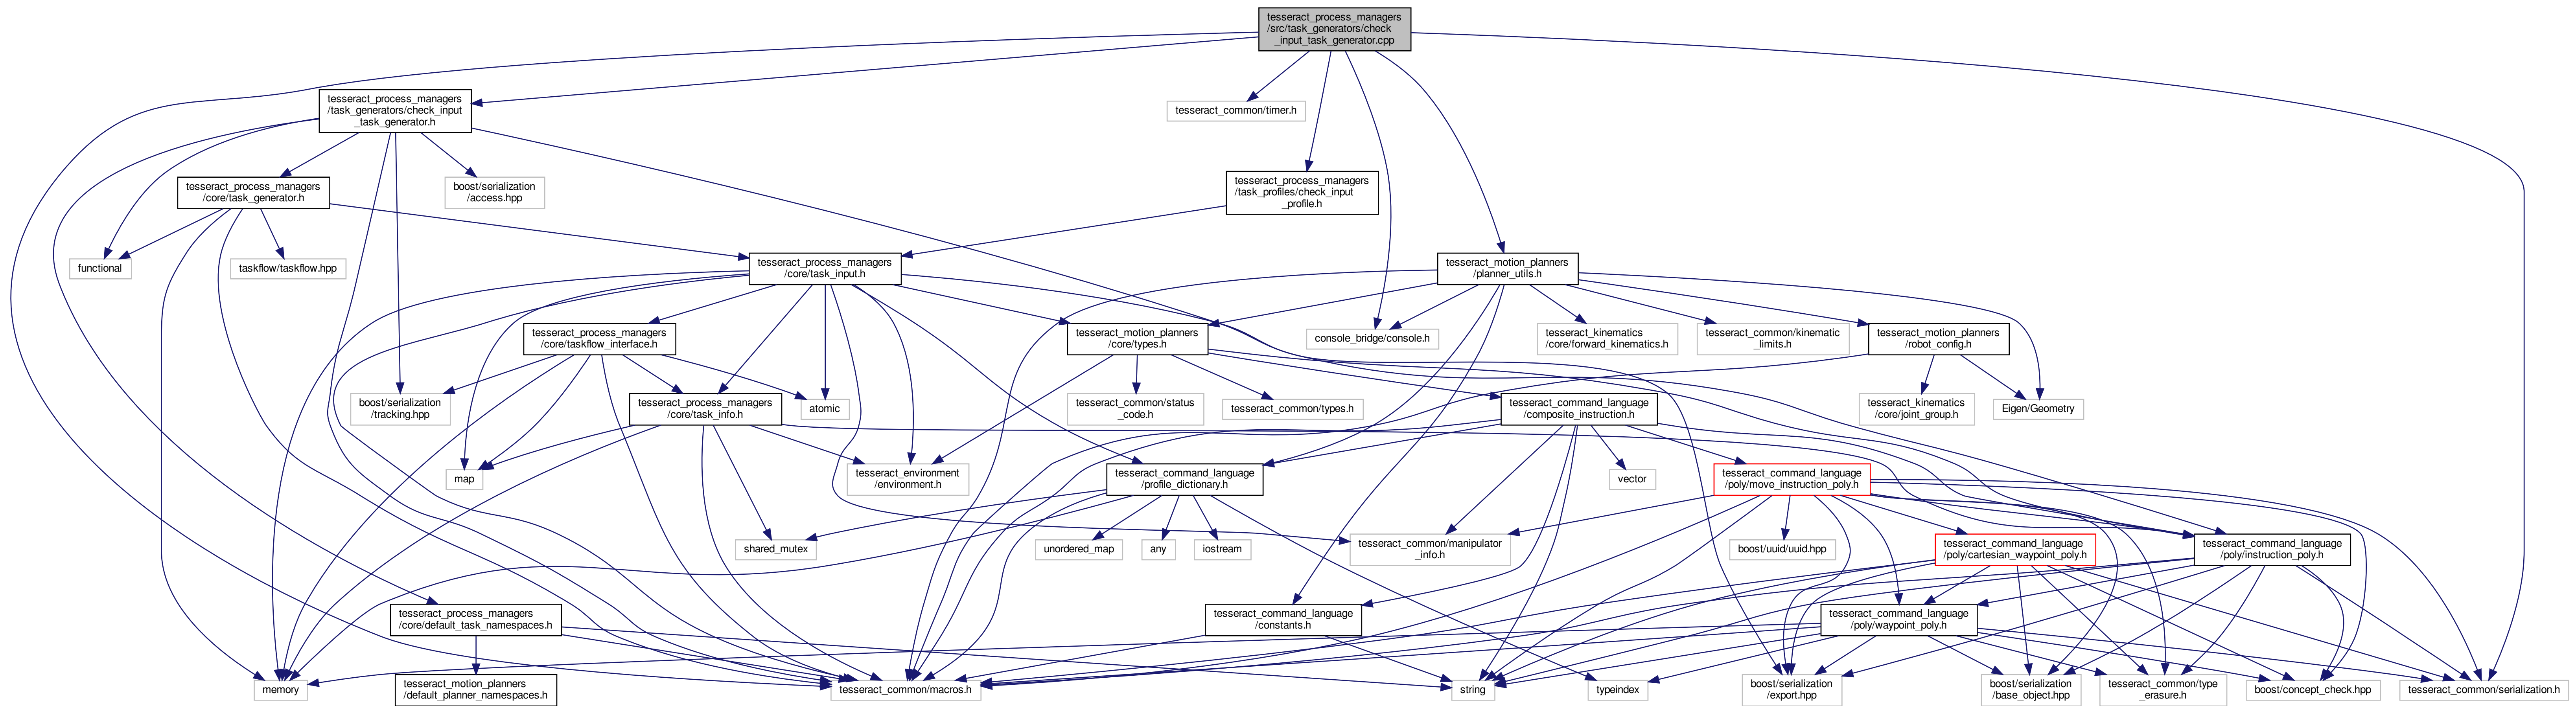 tesseract_process_managers
/src/task_generators/check
_input_task_generator.cpp
tesseract_process_managers
/task_generators/check_input
_task_generator.h
tesseract_common/timer.h
tesseract_process_managers
/core/task_generator.h
boost/serialization
/access.hpp
tesseract_process_managers
/task_profiles/check_input
_profile.h
functional
taskflow/taskflow.hpp
tesseract_process_managers
/core/task_input.h
tesseract_motion_planners
/planner_utils.h
tesseract_process_managers
/core/taskflow_interface.h
tesseract_motion_planners
/core/types.h
console_bridge/console.h
tesseract_kinematics
/core/forward_kinematics.h
tesseract_common/kinematic
_limits.h
tesseract_motion_planners
/robot_config.h
boost/serialization
/tracking.hpp
tesseract_process_managers
/core/task_info.h
atomic
tesseract_common/status
_code.h
tesseract_common/types.h
tesseract_command_language
/composite_instruction.h
tesseract_kinematics
/core/joint_group.h
Eigen/Geometry
map
tesseract_environment
/environment.h
tesseract_command_language
/profile_dictionary.h
vector
tesseract_command_language
/poly/move_instruction_poly.h
shared_mutex
unordered_map
any
iostream
tesseract_common/manipulator
_info.h
boost/uuid/uuid.hpp
tesseract_command_language
/poly/cartesian_waypoint_poly.h
tesseract_command_language
/poly/instruction_poly.h
tesseract_process_managers
/core/default_task_namespaces.h
tesseract_command_language
/constants.h
tesseract_command_language
/poly/waypoint_poly.h
memory
tesseract_motion_planners
/default_planner_namespaces.h
tesseract_common/macros.h
string
typeindex
boost/serialization
/export.hpp
boost/serialization
/base_object.hpp
tesseract_common/type
_erasure.h
boost/concept_check.hpp
tesseract_common/serialization.h